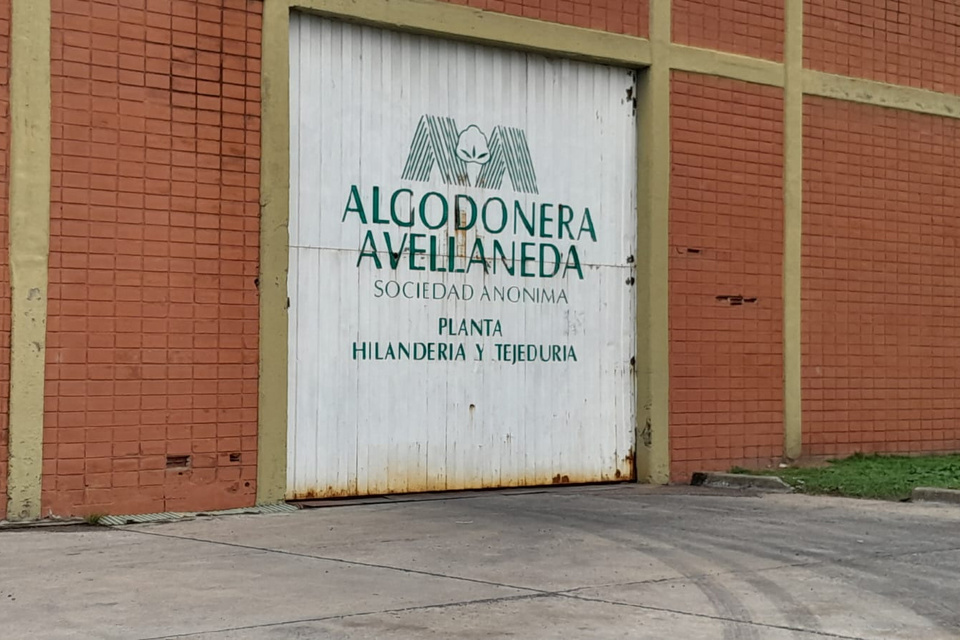 ALGODONERA
AVELLANEDA
SOCIEDAD ANONIMA
PLANTA
HILANDERIA Y TEJEDURIA